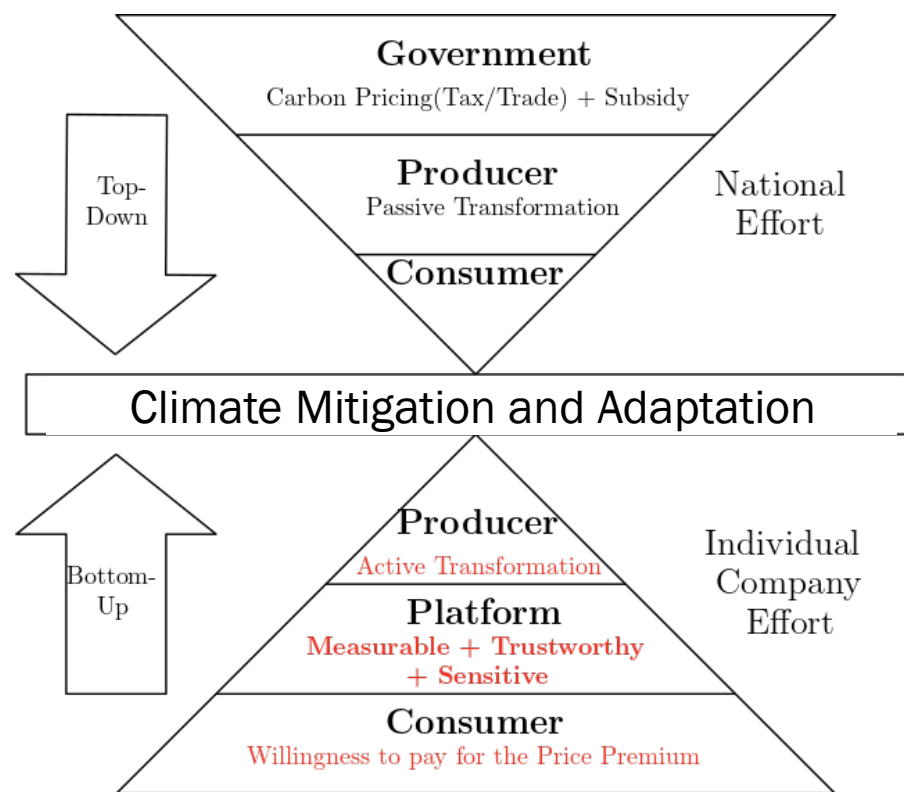 Government
Carbon Pricing(Tax/Trade) + Subsidy
Top-
Down
Producer
Passive Transformation
National
Effort
Consumer
Climate Mitigation and Adaptation
Bottom-
Up
Producer
Active Transformation
Platform
Measurable + Trustworthy
+ Sensitive
Individual
Company
Effort
Consumer
Willingness to pay for the Price Premium